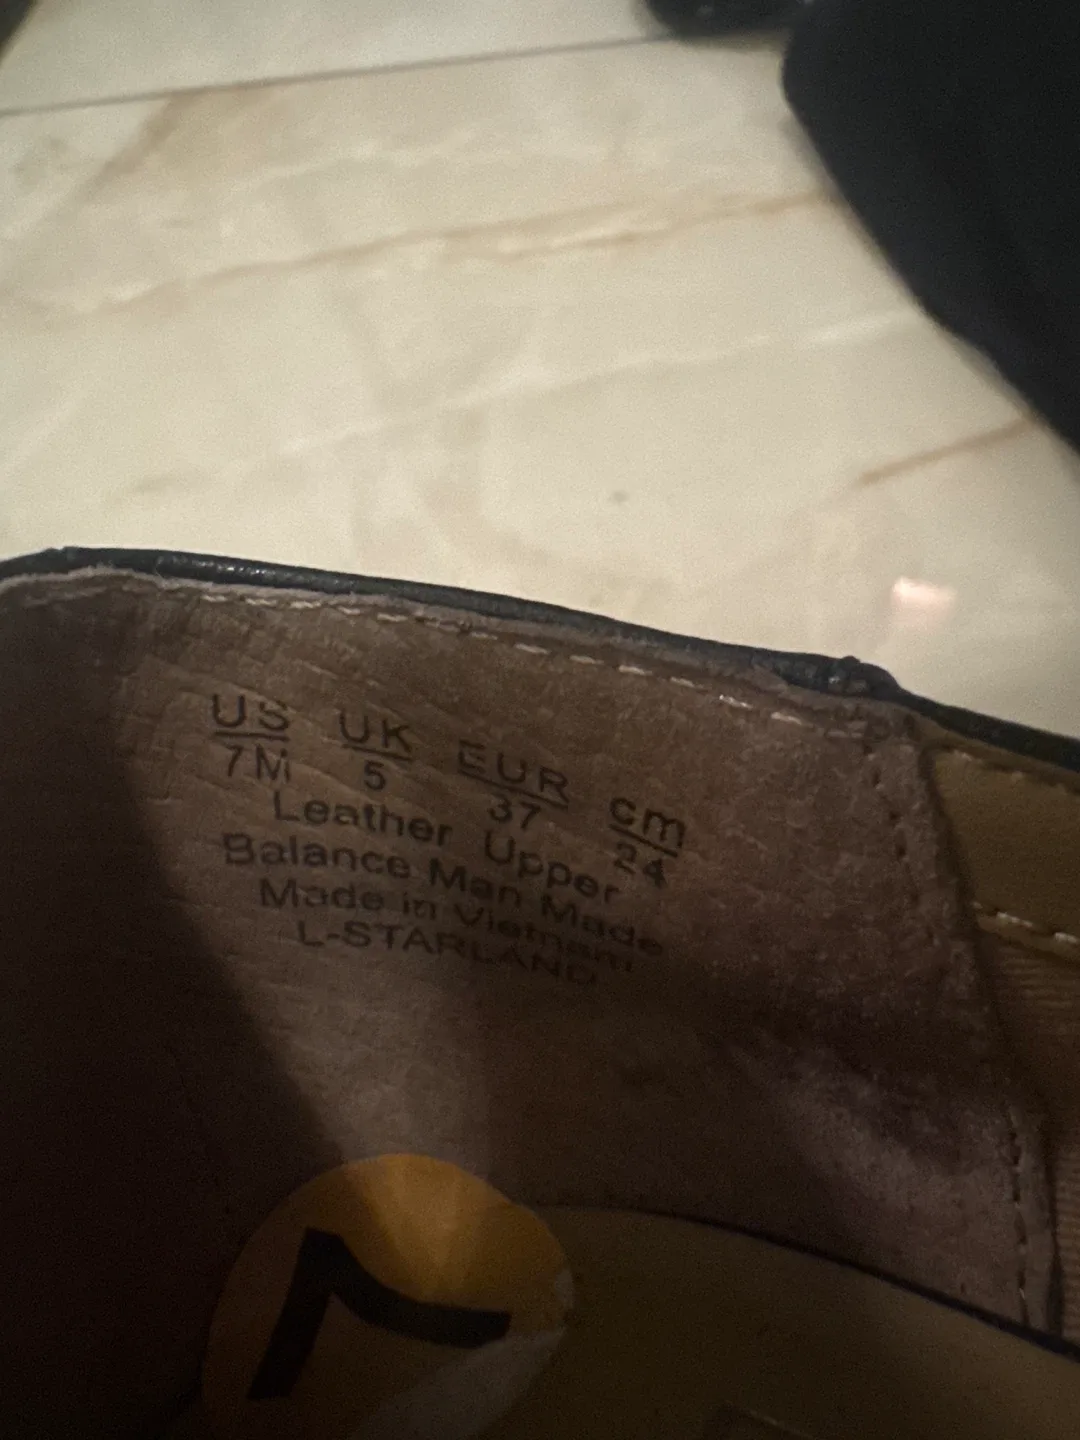 US UK EUR cm
7M 5 37 24
Leather Upper
Balance Man Made
Made in Vietnam
L-STARLAND
7